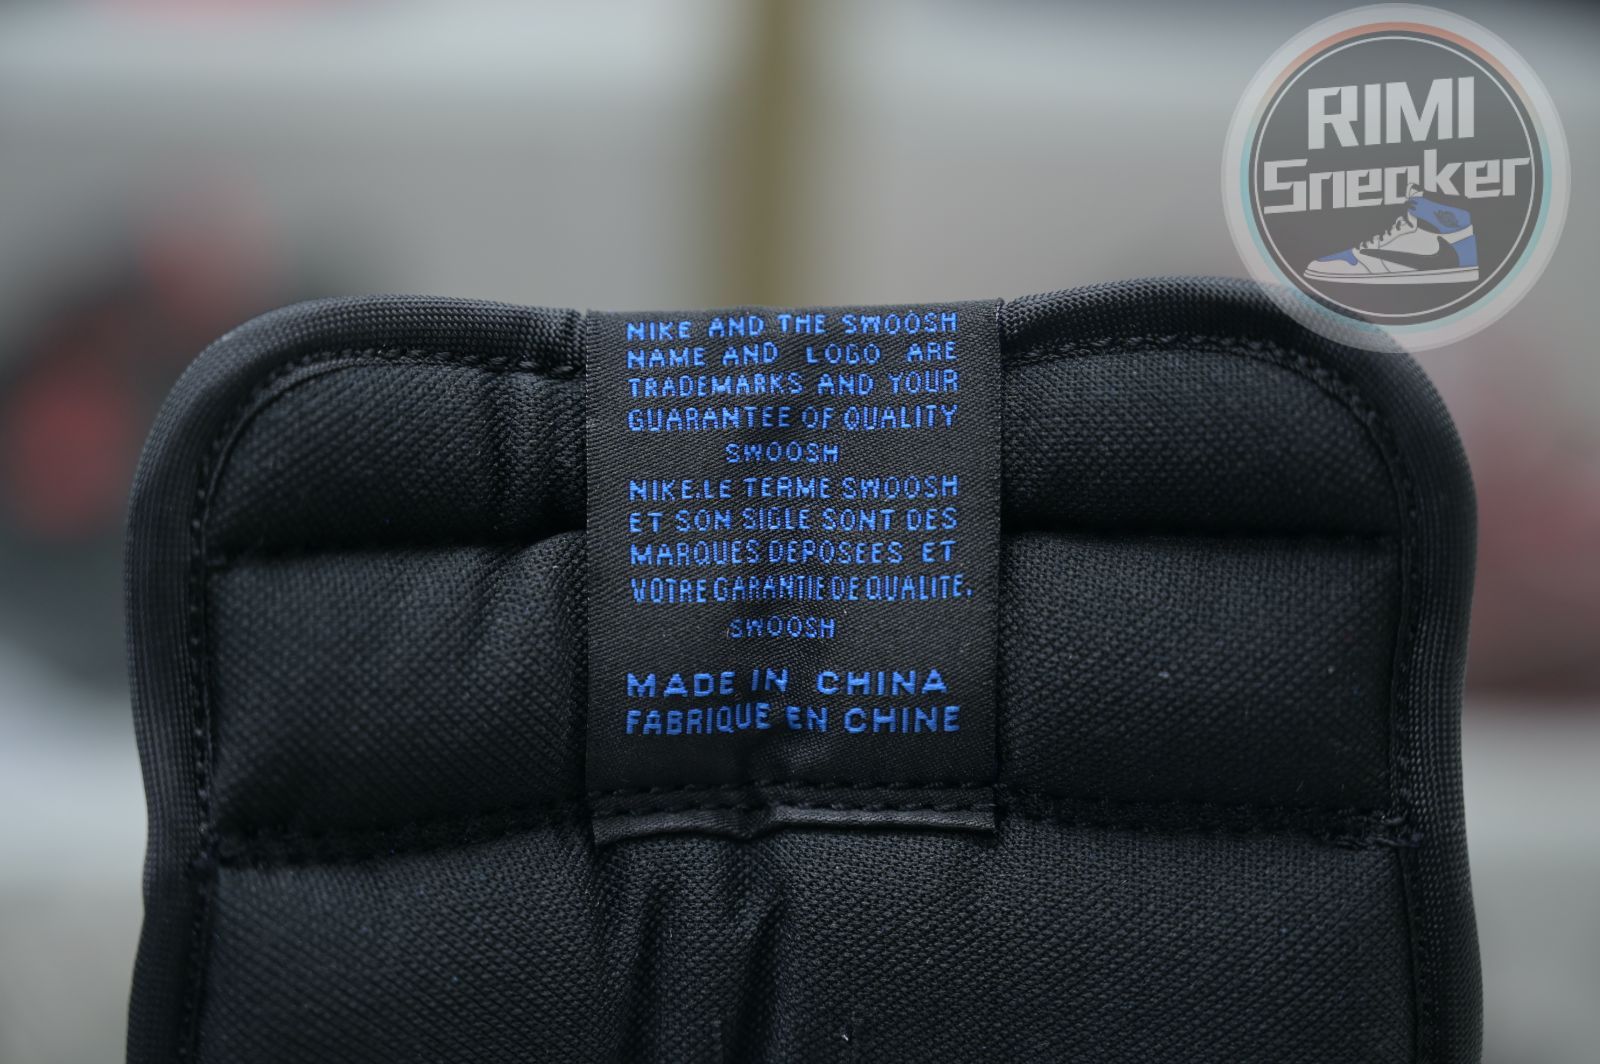 RIMI
Sneaker
NIKE AND THE SWOOSH
NAME AND LOGO ARE
TRADEMARKS AND YOUR
GUARANTEE OF QUALITY
SWOOSH
NIKE.LE TERME SWOOSH
ET SON SIGLE SONT DES
MARQUES DEPOSEES ET
VOTRE GARANTIE DE QUALITE.
SWOOSH
MADE IN CHINA
FABRIQUE EN CHINE